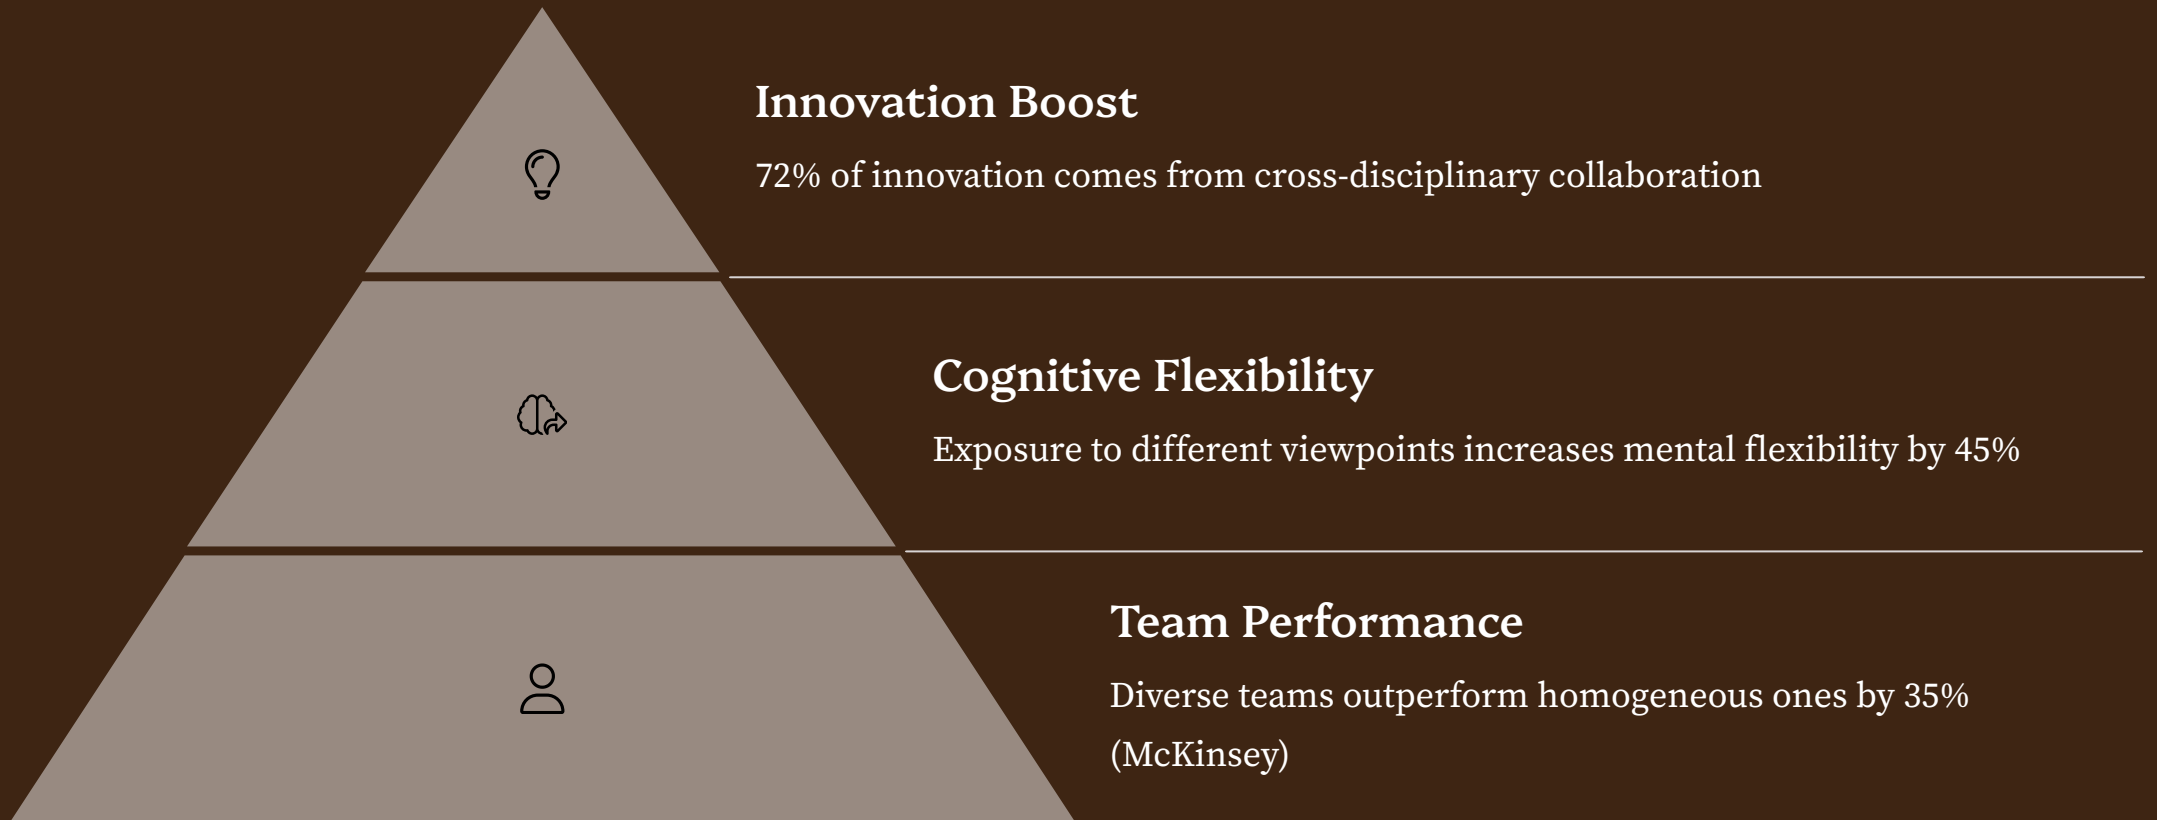 Innovation Boost
72% of innovation comes from cross-disciplinary collaboration
Cognitive Flexibility
Exposure to different viewpoints increases mental flexibility by 45%
Team Performance
Diverse teams outperform homogeneous ones by 35%
(McKinsey)